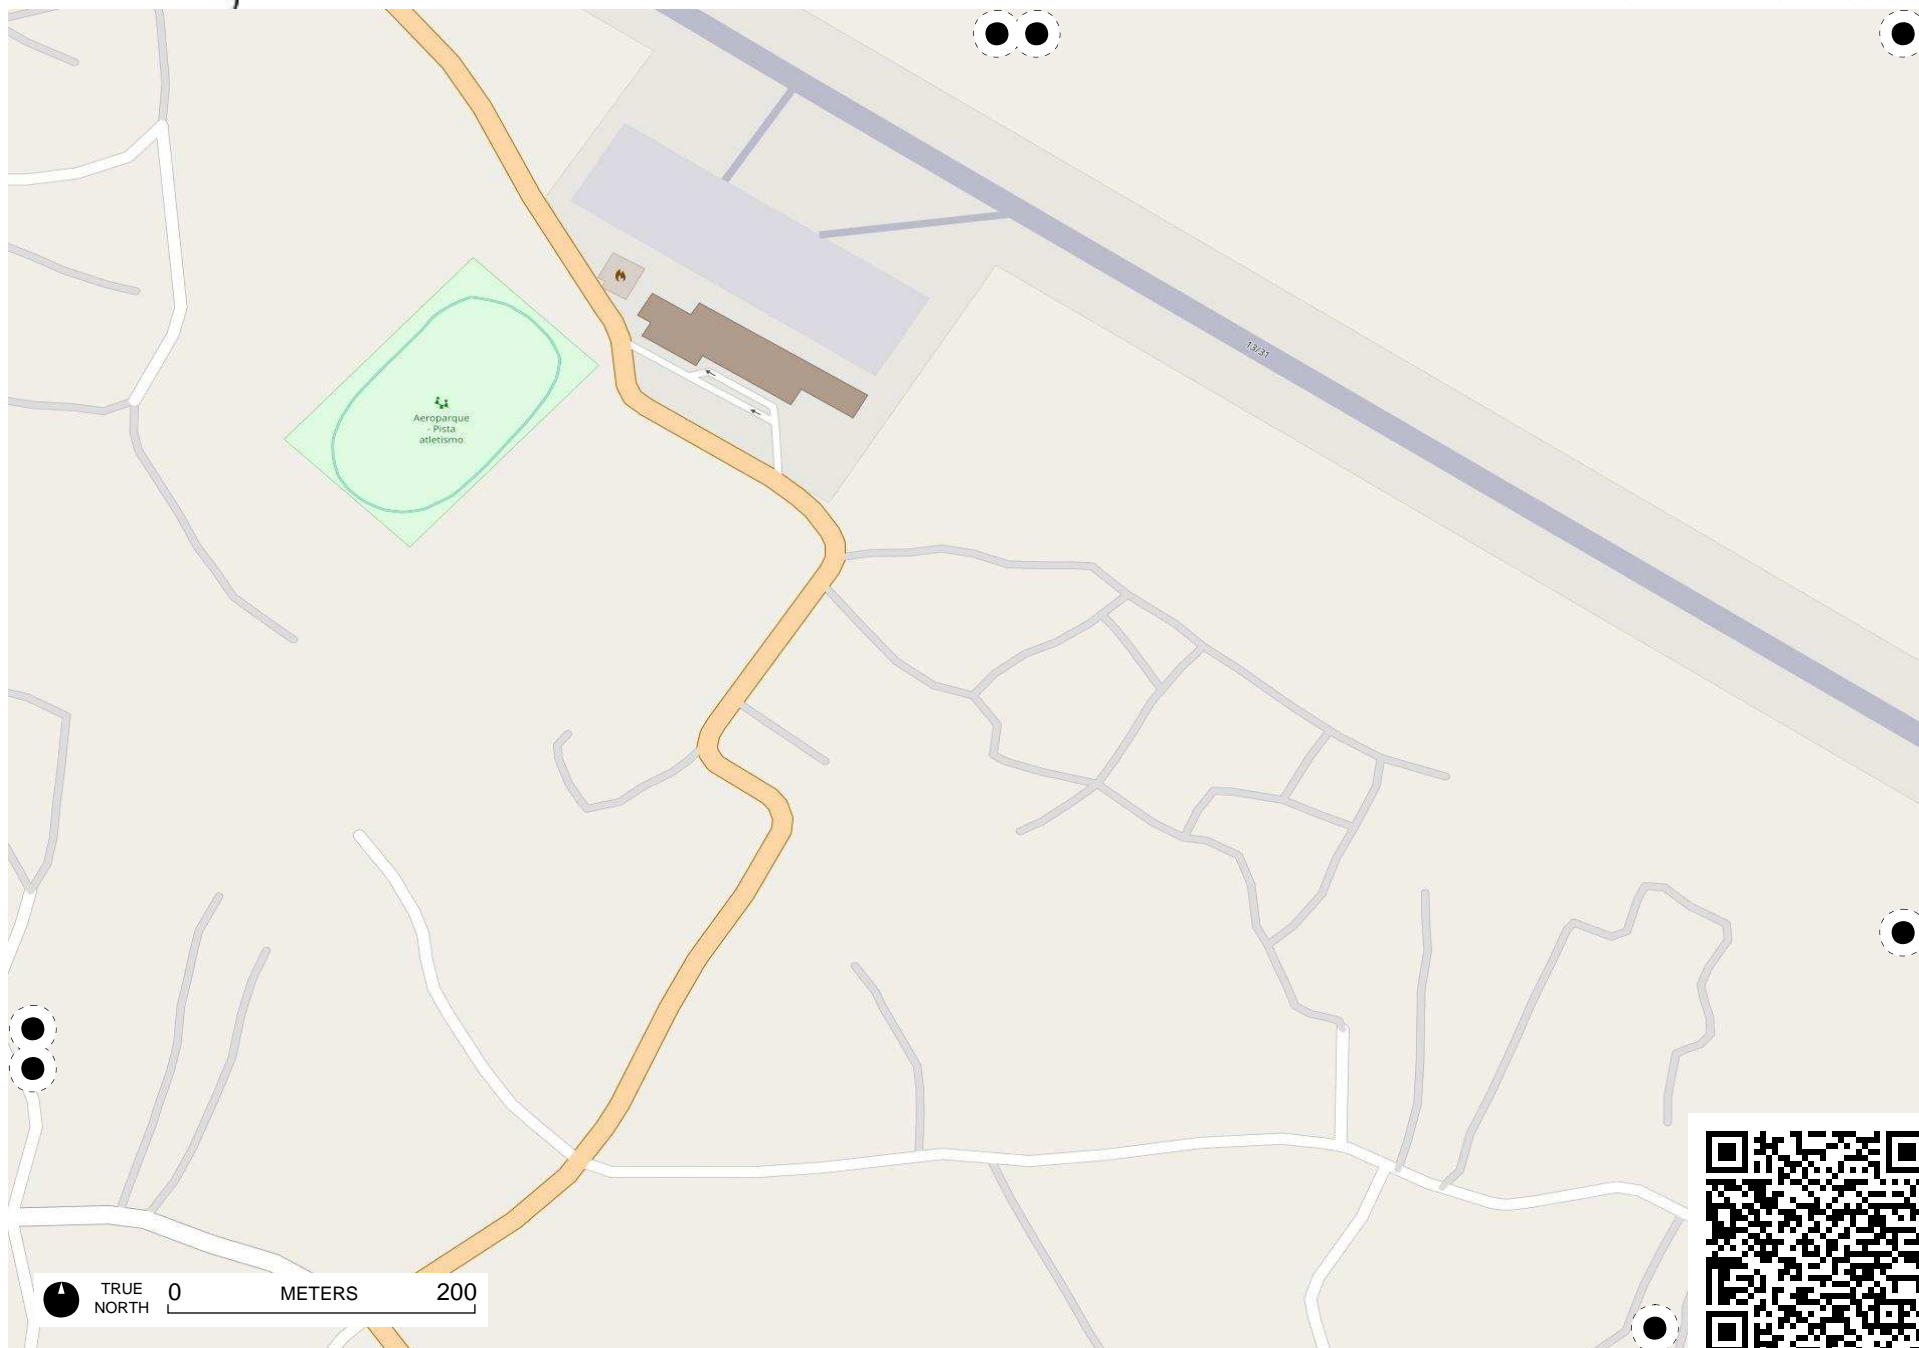 13/31
Aeroparque
- Pista
atletismo
TRUE
NORTH
0 METERS 200